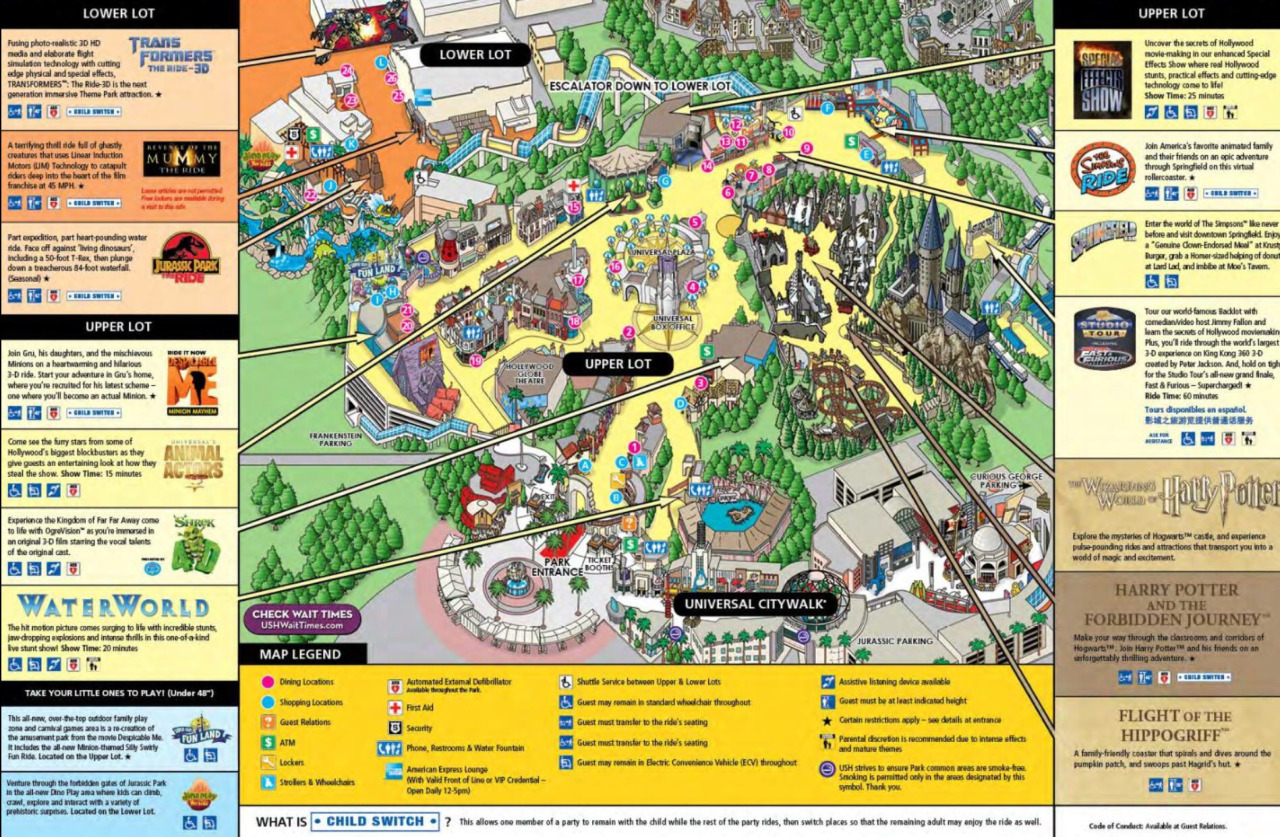 LOWER LOT
Fusing photo-realistic 3D HD
media and elaborate flight
simulation technology with cutting
edge physical and special effects,
TRANSFORMERS™: The Ride-3D is the next
generation immersive Theme Park attraction. ★
TRANSFORMERS
THE RIDE-3D
• CHILD SWITCH •
A terrifying thrill ride full of ghastly
creatures that uses Linear Induction
Motors (LIM) Technology to catapult
riders deep into the heart of the film
franchise at 45 MPH. ★
REVENGE OF THE
MUMMY
THE RIDE
Loose articles are not permitted
Free lockers are available during
a visit to this ride.
• CHILD SWITCH •
Part expedition, part heart-pounding water
ride. Face off against 'living dinosaurs',
including a 50-foot T-Rex, then plunge
down a treacherous 84-foot waterfall.
(Seasonal) ★
JURASSIC PARK
THE RIDE
• CHILD SWITCH •
UPPER LOT
Join Gru, his daughters, and the mischievous
Minions on a heartwarming and hilarious
3-D ride. Start your adventure in Gru's home,
where you're recruited for his latest scheme –
one where you'll become an actual Minion. ★
RIDE IT NOW
DESPICABLE
ME
MINION MAYHEM
• CHILD SWITCH •
Come see the furry stars from some of
Hollywood's biggest blockbusters as they
give guests an entertaining look at how they
steal the show. Show Time: 15 minutes
UNIVERSAL'S
ANIMAL
ACTORS
Experience the Kingdom of Far Far Away come
to life with OgreVision™ as you're immersed in
an original 3-D film starring the vocal talents
of the original cast.
SHREK
4D
WATERWORLD
The hit motion picture comes surging to life with incredible stunts,
jaw-dropping explosions and intense thrills in this one-of-a-kind
live stunt show! Show Time: 20 minutes
TAKE YOUR LITTLE ONES TO PLAY! (Under 48")
This all-new, over-the-top outdoor family play
zone and carnival games area is a re-creation of
the amusement park from the movie Despicable Me.
It includes the all-new Minion-themed Silly Swirly
Fun Ride. Located on the Upper Lot. ★
FUN LAND
Venture through the forbidden gates of Jurassic Park
in the all-new Dino Play area where kids can climb,
crawl, explore and interact with a variety of
prehistoric surprises. Located on the Lower Lot.
LOWER LOT
ESCALATOR DOWN TO LOWER LOT
FUN LAND
UNIVERSAL PLAZA
UNIVERSAL
BOX OFFICE
UPPER LOT
HOLLYWOOD
GLOBE
THEATRE
FRANKENSTEIN
PARKING
EXIT
PARK
ENTRANCE
TICKET
BOOTHS
CURIOUS GEORGE
PARKING
UNIVERSAL CITYWALK*
JURASSIC PARKING
CHECK WAIT TIMES
USHWaitTimes.com
24
L
26
25
23
K
J
22
15
G
12
13
11
14
10
9
8
7
6
5
F
E
16
4
17
18
H
I
21
20
19
2
3
D
1
A
C
B
MAP LEGEND
Dining Locations
Shopping Locations
Guest Relations
ATM
Lockers
Strollers & Wheelchairs
Automated External Defibrillator
Available throughout the Park.
First Aid
Security
Phone, Restrooms & Water Fountain
American Express Lounge
(With Valid Front of Line or VIP Credential –
Open Daily 12-5pm)
Shuttle Service between Upper & Lower Lots
Guest may remain in standard wheelchair throughout
Guest must transfer to the ride's seating
Guest must transfer to the ride's seating
Guest may remain in Electric Convenience Vehicle (ECV) throughout
Assistive listening device available
Guest must be at least indicated height
★ Certain restrictions apply – see details at entrance
Parental discretion is recommended due to intense effects
and mature themes
USH strives to ensure Park common areas are smoke-free.
Smoking is permitted only in the areas designated by this
symbol. Thank you.
WHAT IS • CHILD SWITCH • ? This allows one member of a party to remain with the child while the rest of the party rides, then switch places so that the remaining adult may enjoy the ride as well.
UPPER LOT
SPECIAL
EFFECTS
SHOW
Uncover the secrets of Hollywood
movie-making in our enhanced Special
Effects Show where real Hollywood
stunts, practical effects and cutting-edge
technology come to life!
Show Time: 25 minutes
THE
SIMPSONS
RIDE
Join America's favorite animated family
and their friends on an epic adventure
through Springfield on this virtual
rollercoaster. ★
• CHILD SWITCH •
Enter the world of The Simpsons™ like never
before and visit downtown Springfield. Enjoy
a "Genuine Clown-Endorsed Meal" at Krusty
Burger, grab a Homer-sized helping of donut
at Lard Lad, and imbibe at Moe's Tavern.
STUDIO
TOUR
FAST &
FURIOUS
Tour our world-famous Backlot with
comedian/video host Jimmy Fallon and
learn the secrets of Hollywood moviemakin
Plus, you'll ride through the world's largest
3-D experience on King Kong 360 3-D
created by Peter Jackson. And, hold on tigh
for the Studio Tour's all-new grand finale,
Fast & Furious – Supercharged! ★
Ride Time: 60 minutes
Tours disponibles en español.
影城之旅游览提供普通话服务
ASK FOR
ASSISTANCE
THE WIZARDING
WORLD OF Harry Potter
Explore the mysteries of Hogwarts™ castle, and experience
pulse-pounding rides and attractions that transport you into a
world of magic and excitement.
HARRY POTTER
AND THE
FORBIDDEN JOURNEY™
Make your way through the classrooms and corridors of
Hogwarts™. Join Harry Potter™ and his friends on an
unforgettably thrilling adventure. ★
• CHILD SWITCH •
FLIGHT OF THE
HIPPOGRIFF™
A family-friendly coaster that spirals and dives around the
pumpkin patch, and swoops past Hagrid's hut. ★
Code of Conduct: Available at Guest Relations.